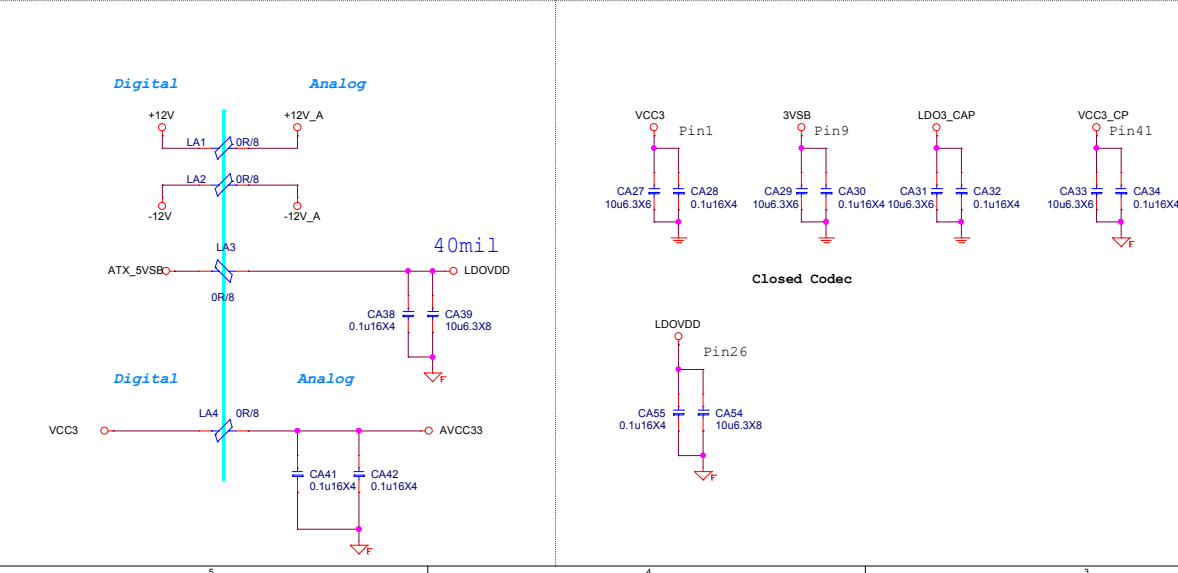 Digital
Analog
+12V
+12V_A
LA1
0R/8
LA2
0R/8
-12V
-12V_A
LA3
40mil
ATX_5VSB
LDOVDD
0R/8
CA38
0.1u16X4
CA39
10u6.3X8
F
Digital
Analog
LA4
0R/8
VCC3
AVCC33
CA41
0.1u16X4
CA42
0.1u16X4
F
VCC3
Pin1
CA27
10u6.3X6
CA28
0.1u16X4
3VSB
Pin9
CA29
10u6.3X6
CA30
0.1u16X4
LDO3_CAP
CA31
10u6.3X6
CA32
0.1u16X4
VCC3_CP
Pin41
CA33
10u6.3X6
CA34
0.1u16X4
F
Closed Codec
LDOVDD
Pin26
CA55
0.1u16X4
CA54
10u6.3X8
F
5
4
3